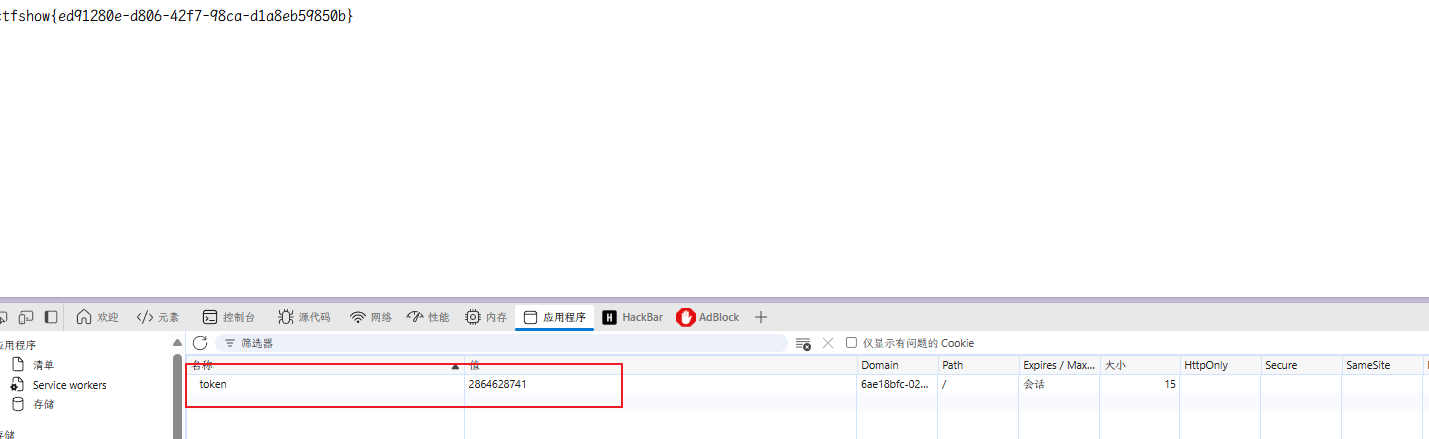 ctfshow{ed91280e-d806-42f7-98ca-d1a8eb59850b}
欢迎 元素 控制台 源代码 网络 性能 内存 应用程序 HackBar AdBlock
应用程序 筛选器 仅显示有问题的 Cookie
清单 名称 值 Domain Path Expires / Max... 大小 HttpOnly Secure SameSite
Service workers token 2864628741 6ae18bfc-02... / 会话 15
存储
存储